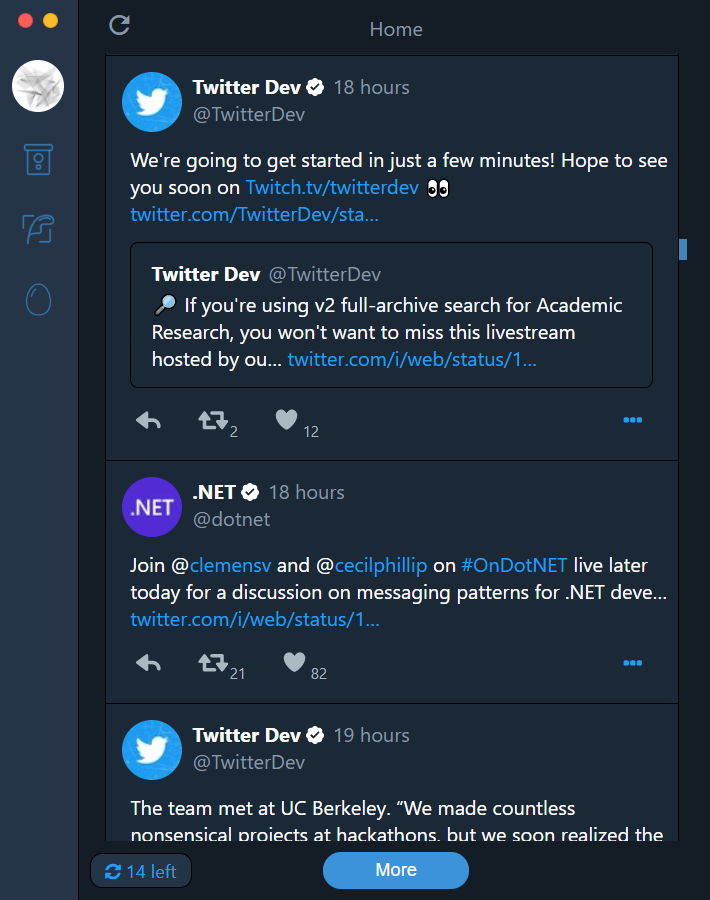 Home
Twitter Dev 18 hours
@TwitterDev
We're going to get started in just a few minutes! Hope to see
you soon on Twitch.tv/twitterdev 👀
twitter.com/TwitterDev/sta...
Twitter Dev @TwitterDev
🔎 If you're using v2 full-archive search for Academic
Research, you won't want to miss this livestream
hosted by ou... twitter.com/i/web/status/1...
2 12
.NET
.NET 18 hours
@dotnet
Join @clemensv and @cecilphillip on #OnDotNET live later
today for a discussion on messaging patterns for .NET deve...
twitter.com/i/web/status/1...
21 82
Twitter Dev 19 hours
@TwitterDev
The team met at UC Berkeley. “We made countless
nonsensical projects at hackathons, but we soon realized the
14 left
More